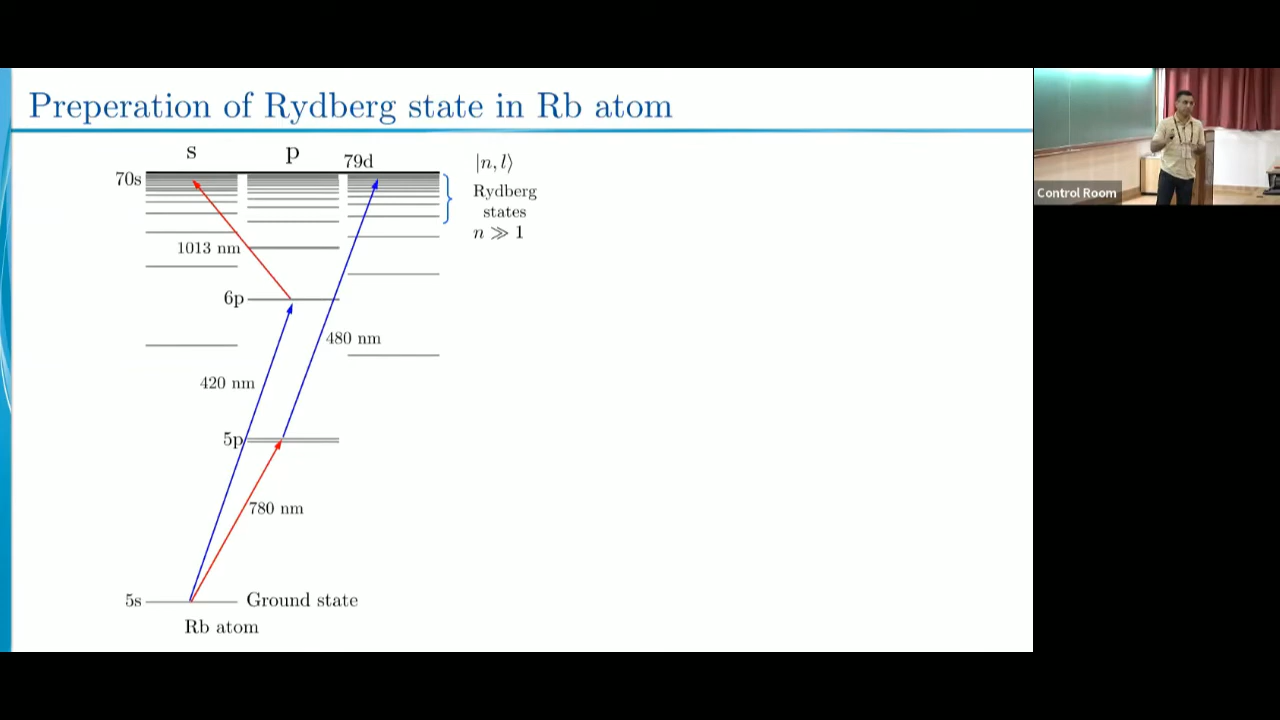 Preperation of Rydberg state in Rb atom
s
p
79d
|n, l⟩
70s
Rydberg
states
n ≫ 1
1013 nm
6p
480 nm
420 nm
5p
780 nm
5s
Ground state
Rb atom
Control Room